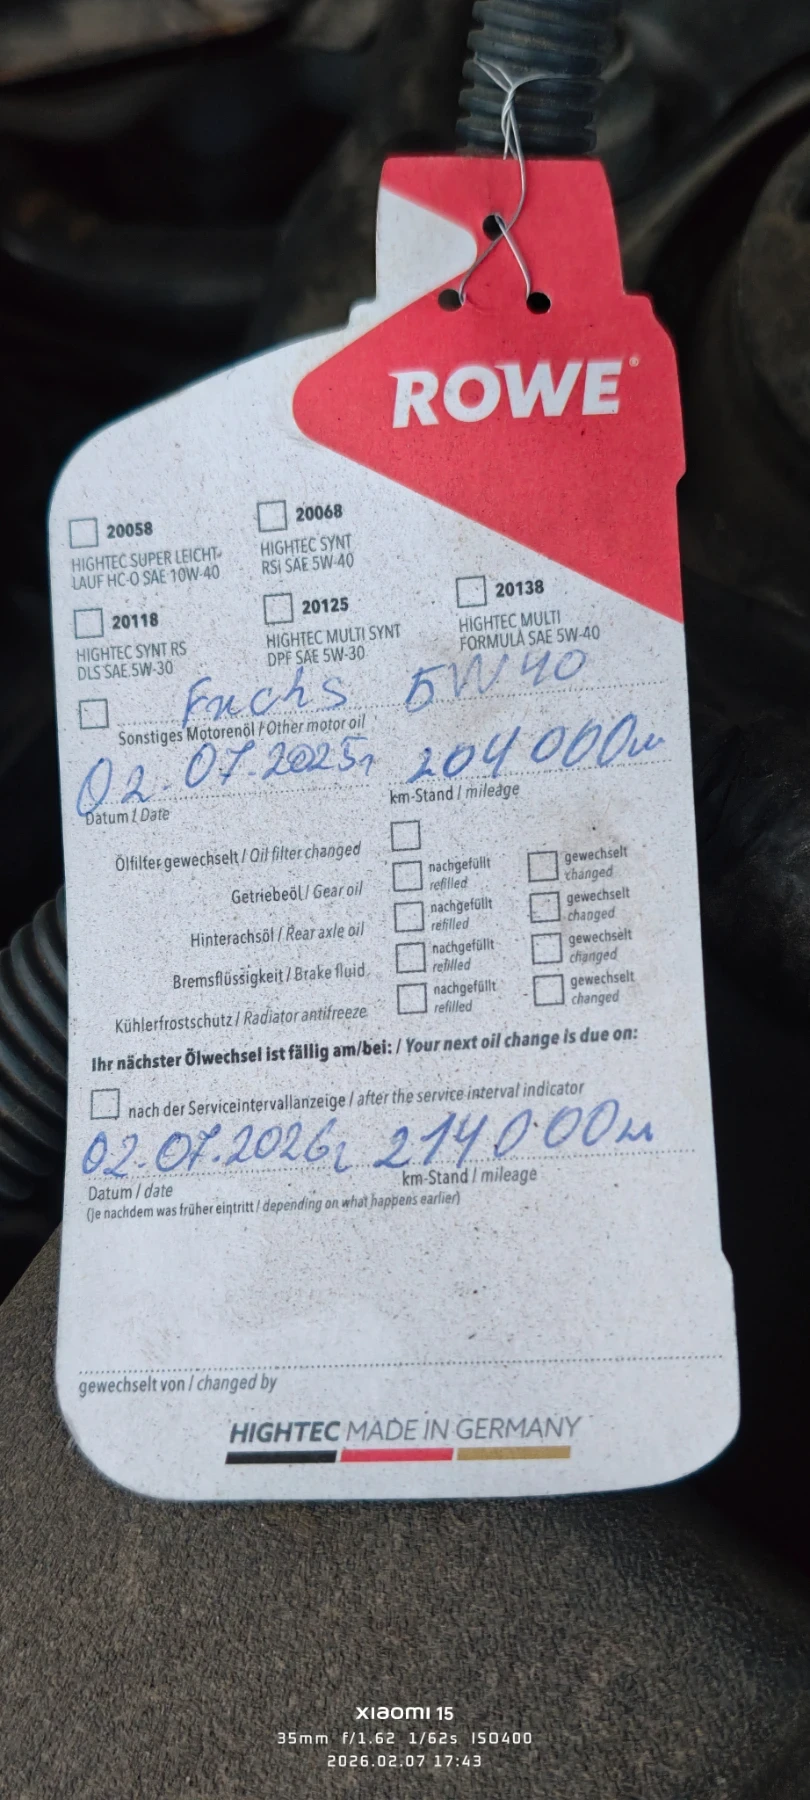 ROWE®
20058
HIGHTEC SUPER LEICHT-
LAUF HC-O SAE 10W-40
20068
HIGHTEC SYNT
RSi SAE 5W-40
20118
HIGHTEC SYNT RS
DLS SAE 5W-30
20125
HIGHTEC MULTI SYNT
DPF SAE 5W-30
20138
HIGHTEC MULTI
FORMULA SAE 5W-40
Fuchs 5W40
Sonstiges Motorenöl / Other motor oil
02.07.2025г 204 000км
Datum / Date km-Stand / mileage
Ölfilter gewechselt / Oil filter changed
Getriebeöl / Gear oil nachgefüllt gewechselt
refilled changed
Hinterachsöl / Rear axle oil nachgefüllt gewechselt
refilled changed
Bremsflüssigkeit / Brake fluid nachgefüllt gewechselt
refilled changed
Kühlerfrostschutz / Radiator antifreeze nachgefüllt gewechselt
refilled changed
Ihr nächster Ölwechsel ist fällig am/bei: / Your next oil change is due on:
nach der Serviceintervallanzeige / after the service interval indicator
02.07.2026г 214 000км
Datum / date km-Stand / mileage
(je nachdem was früher eintritt / depending on what happens earlier)
gewechselt von / changed by
HIGHTEC MADE IN GERMANY
xiaomi 15
35mm f/1.62 1/62s ISO400
2026.02.07 17:43